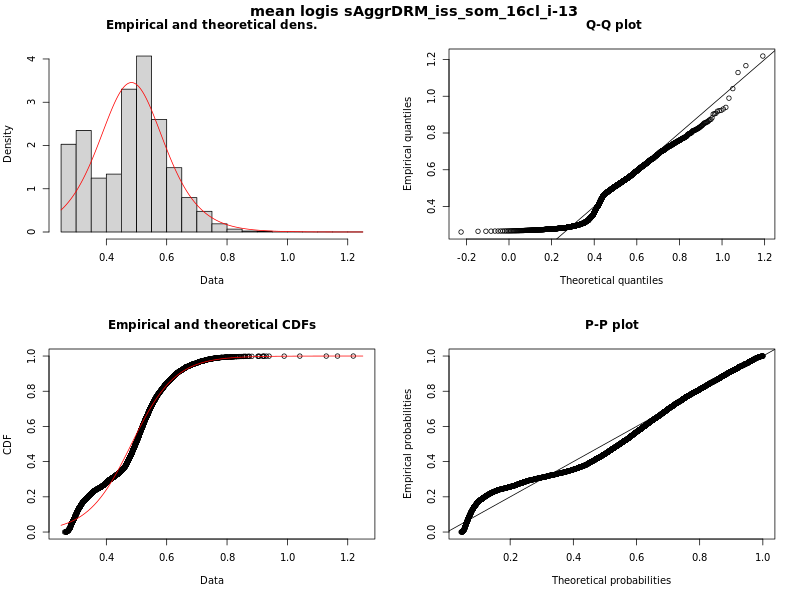 mean logis sAggrDRM_iss_som_16cl_i-13
Empirical and theoretical dens.
Density
0 1 2 3 4
0.4 0.6 0.8 1.0 1.2
Data
Q-Q plot
Empirical quantiles
0.4 0.6 0.8 1.0 1.2
-0.2 0.0 0.2 0.4 0.6 0.8 1.0 1.2
Theoretical quantiles
Empirical and theoretical CDFs
CDF
0.0 0.2 0.4 0.6 0.8 1.0
0.4 0.6 0.8 1.0 1.2
Data
P-P plot
Empirical probabilities
0.0 0.2 0.4 0.6 0.8 1.0
0.2 0.4 0.6 0.8 1.0
Theoretical probabilities